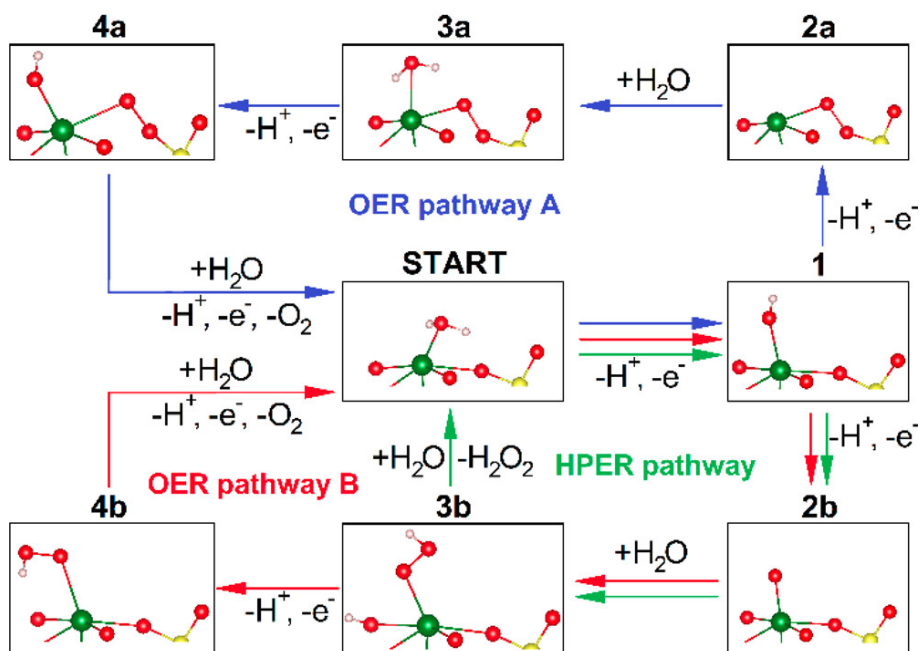 4a
3a
2a
+H₂O
-H⁺, -e⁻
OER pathway A
-H⁺, -e⁻
START
1
+H₂O
-H⁺, -e⁻, -O₂
-H⁺, -e⁻
+H₂O
-H⁺, -e⁻, -O₂
-H⁺, -e⁻
+H₂O -H₂O₂
HPER pathway
OER pathway B
4b
3b
2b
+H₂O
-H⁺, -e⁻